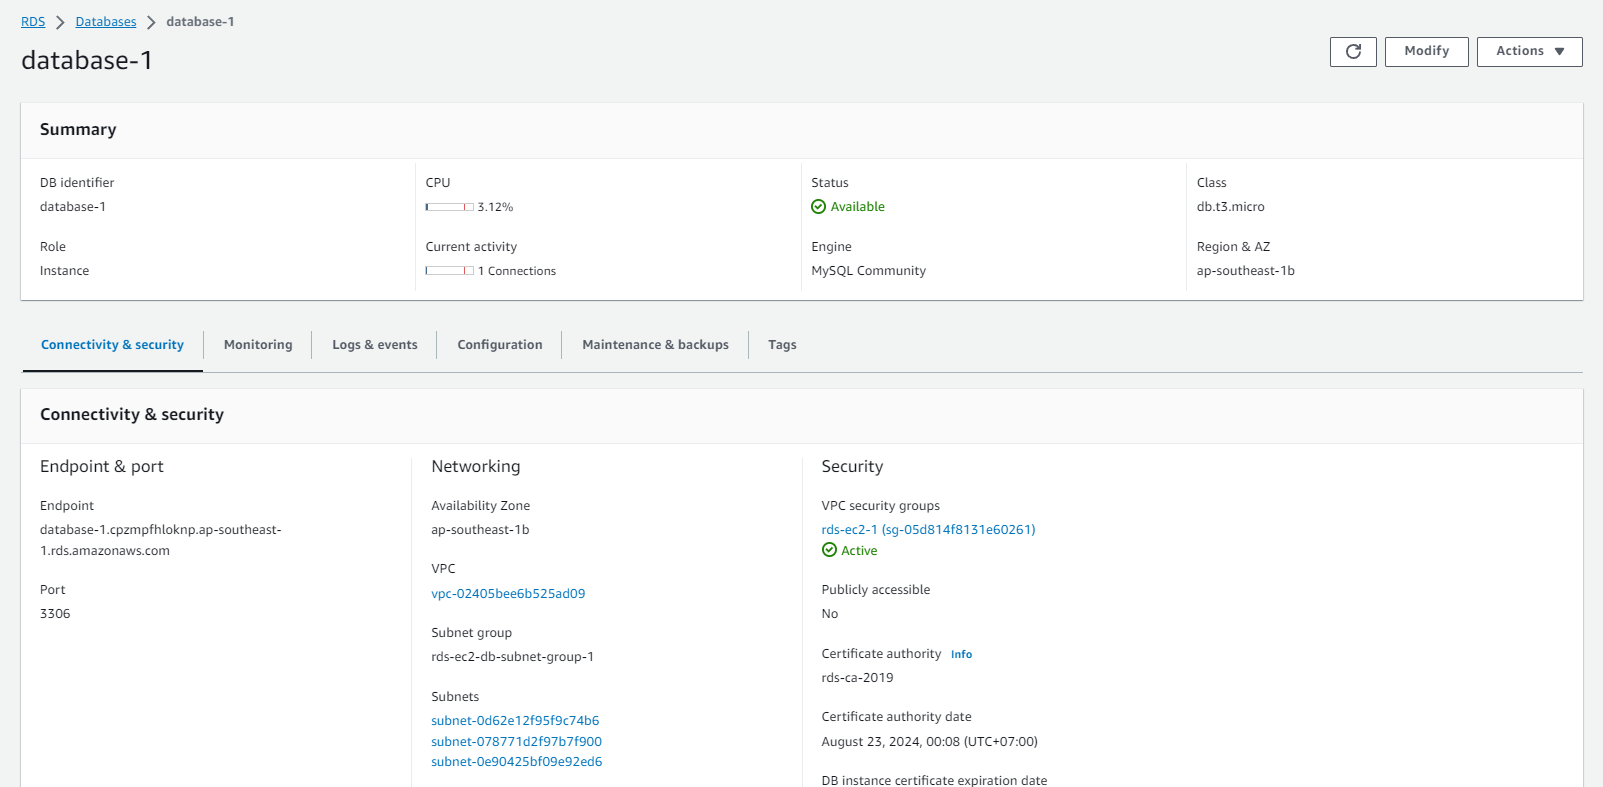 RDS > Databases > database-1
database-1
Modify
Actions
Summary
DB identifier
database-1
CPU
3.12%
Status
Available
Class
db.t3.micro
Role
Instance
Current activity
1 Connections
Engine
MySQL Community
Region & AZ
ap-southeast-1b
Connectivity & security
Monitoring
Logs & events
Configuration
Maintenance & backups
Tags
Connectivity & security
Endpoint & port
Endpoint
database-1.cpzmpfhloknp.ap-southeast-
1.rds.amazonaws.com
Port
3306
Networking
Availability Zone
ap-southeast-1b
VPC
vpc-02405bee6b525ad09
Subnet group
rds-ec2-db-subnet-group-1
Subnets
subnet-0d62e12f95f9c74b6
subnet-078771d2f97b7f900
subnet-0e90425bf09e92ed6
Security
VPC security groups
rds-ec2-1 (sg-05d814f8131e60261)
Active
Publicly accessible
No
Certificate authority Info
rds-ca-2019
Certificate authority date
August 23, 2024, 00:08 (UTC+07:00)
DB instance certificate expiration date